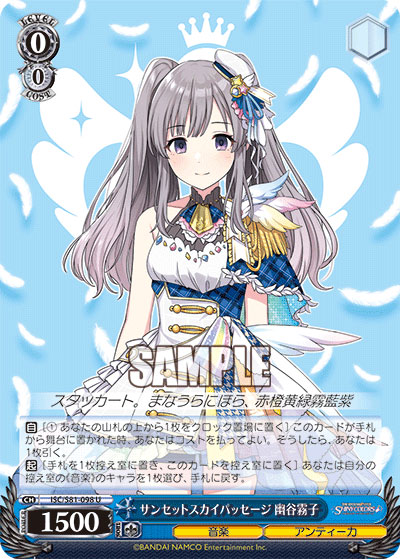 LEVEL
0
0
COST
SAMPLE
スタッカート。まなうらにほら、赤橙黄緑霧藍紫
自 [① あなたの山札の上から1枚をクロック置場に置く] このカードが手札
から舞台に置かれた時、あなたはコストを払ってよい。そうしたら、あなたは
1枚引く。
起 [手札を1枚控え室に置き、このカードを控え室に置く] あなたは自分の
控え室の《音楽》のキャラを1枚選び、手札に戻す。
CH
ISC/S81-098 U
サンセットスカイパッセージ 幽谷霧子
SHINY COLORS
POWER
1500
音楽
アンティーカ
©BANDAI NAMCO Entertainment Inc.